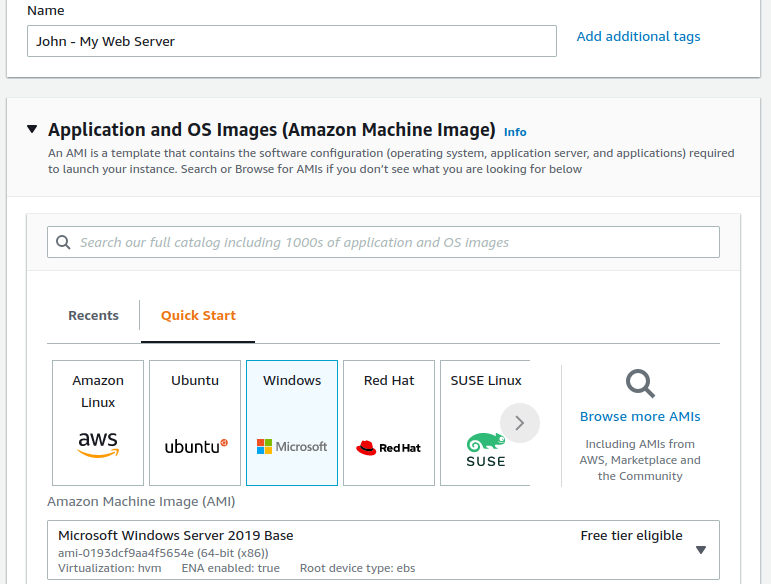 Name
John - My Web Server
Add additional tags
Application and OS Images (Amazon Machine Image) Info
An AMI is a template that contains the software configuration (operating system, application server, and applications) required
to launch your instance. Search or Browse for AMIs if you don't see what you are looking for below
Search our full catalog including 1000s of application and OS images
Recents
Quick Start
Amazon
Linux
aws
Ubuntu
ubuntu
Windows
Microsoft
Red Hat
Red Hat
SUSE Linux
SUSE
Browse more AMIs
Including AMIs from
AWS, Marketplace and
the Community
Amazon Machine Image (AMI)
Microsoft Windows Server 2019 Base
Free tier eligible
ami-0193dcf9aa4f5654e (64-bit (x86))
Virtualization: hvm ENA enabled: true Root device type: ebs